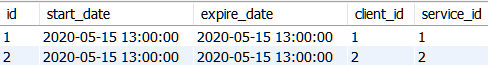 id start_date expire_date client_id service_id
1 2020-05-15 13:00:00 2020-05-15 13:00:00 1 1
2 2020-05-15 13:00:00 2020-05-15 13:00:00 2 2